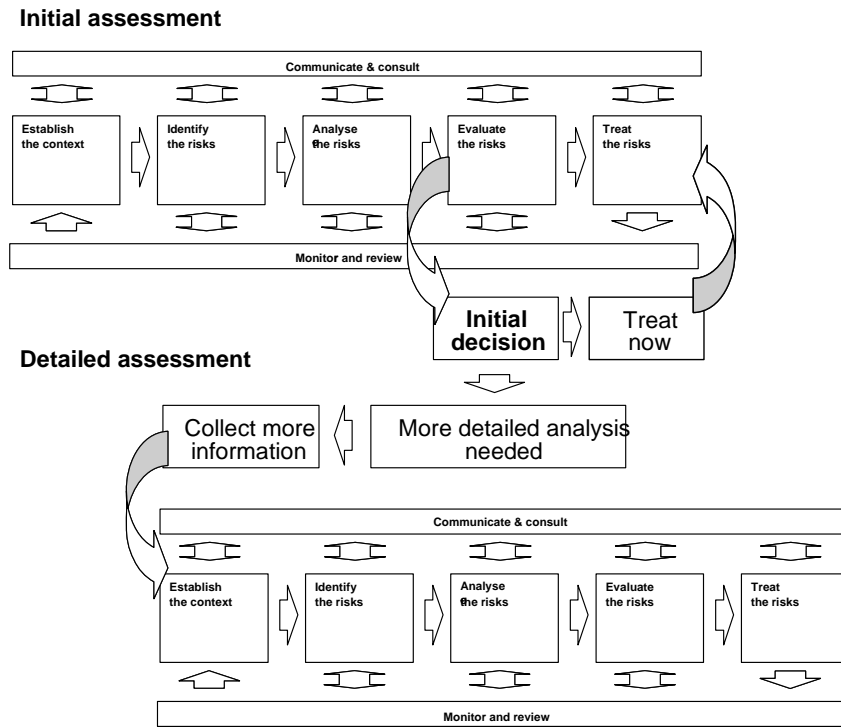 Initial assessment
Communicate & consult
Establish
the context
Identify
the risks
Analyse
the risks
Evaluate
the risks
Treat
the risks
Monitor and review
Initial
decision
Treat
now
Detailed assessment
Collect more
information
More detailed analysis
needed
Communicate & consult
Establish
the context
Identify
the risks
Analyse
the risks
Evaluate
the risks
Treat
the risks
Monitor and review